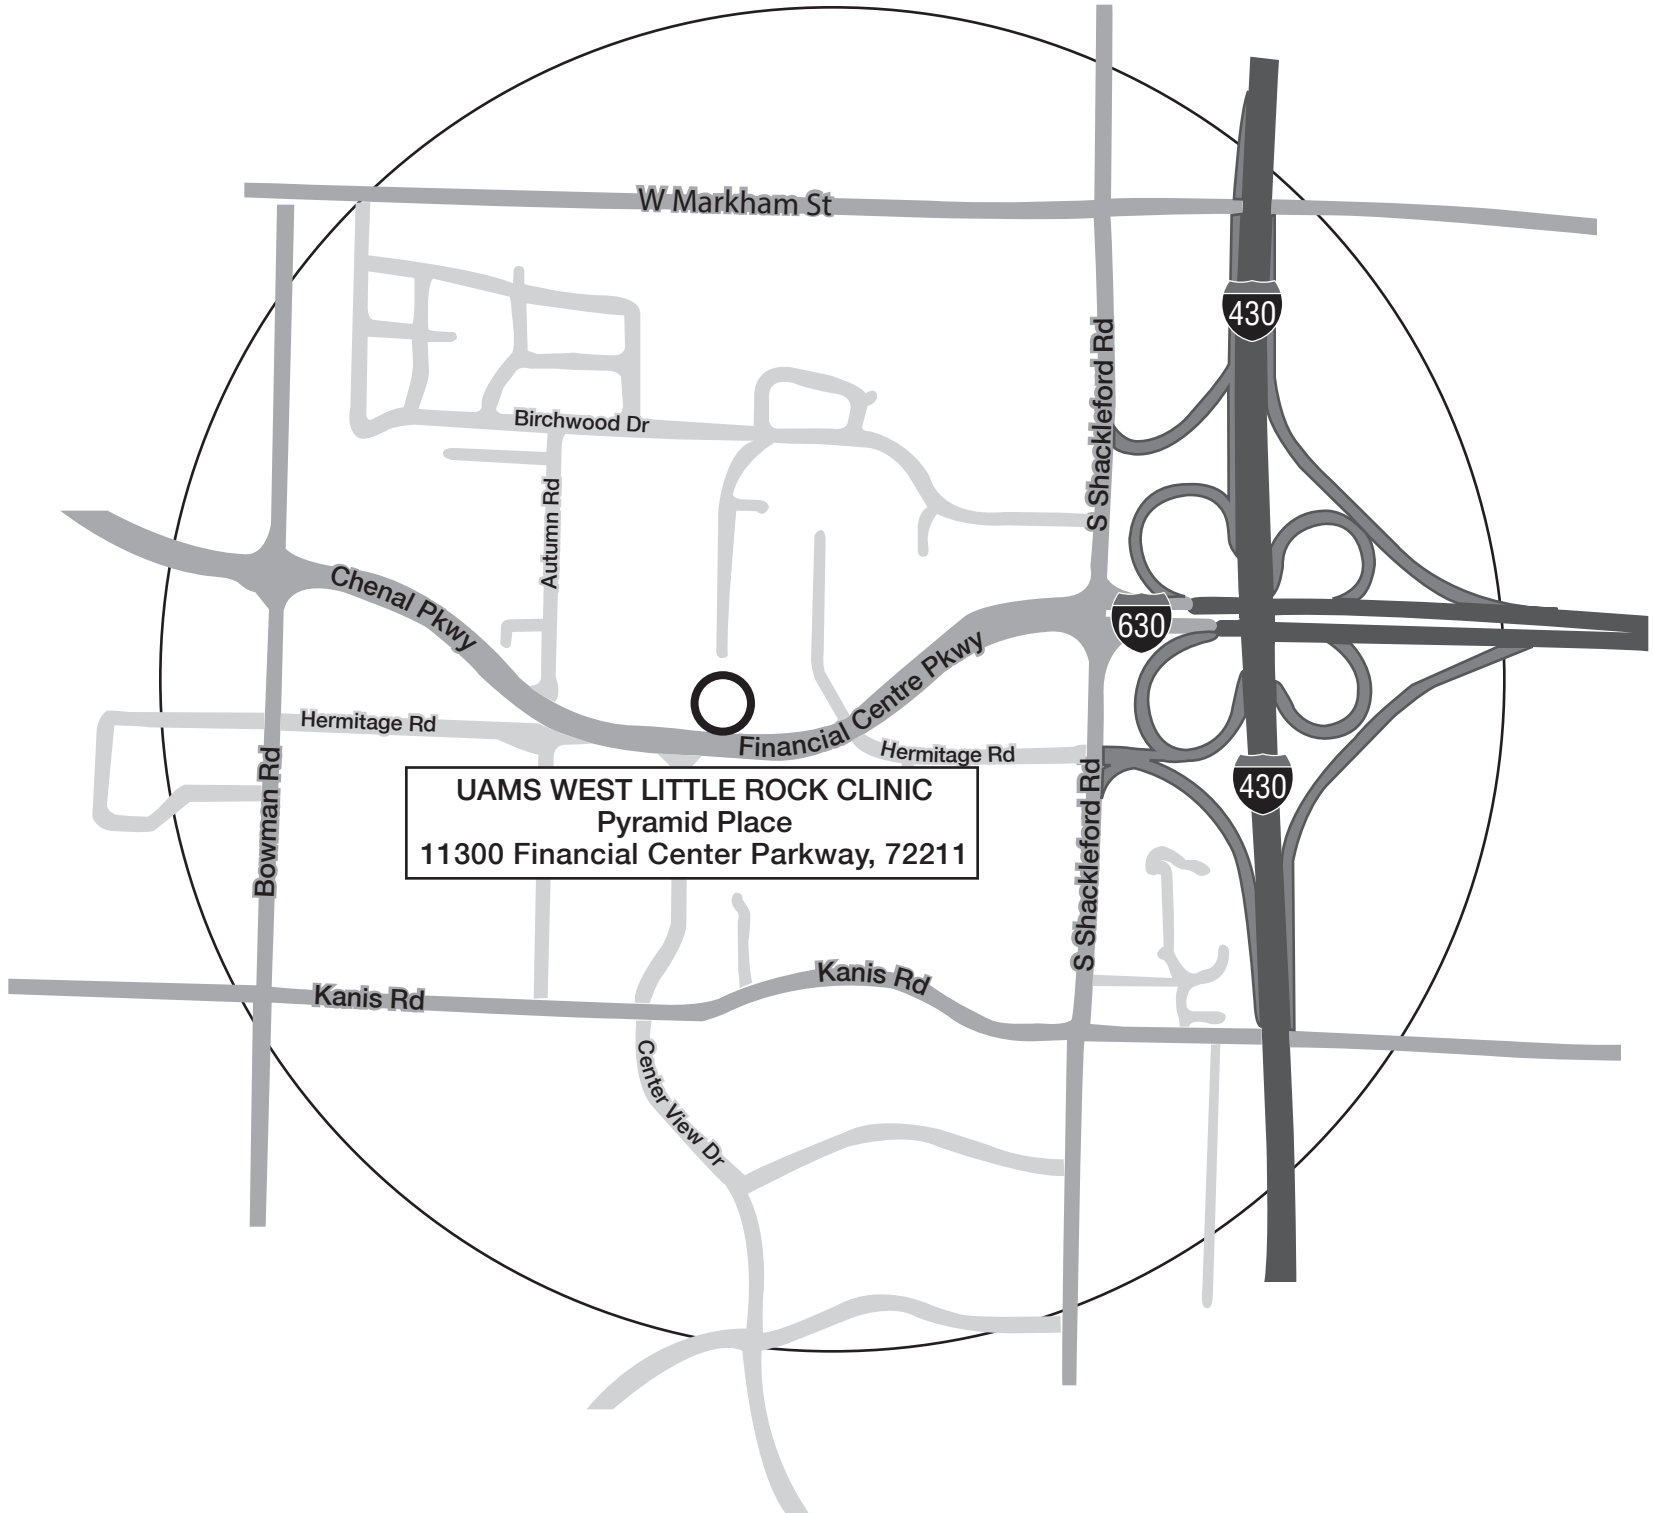 W Markham St
430
S Shackleford Rd
Birchwood Dr
Autumn Rd
Chenal Pkwy
630
Financial Centre Pkwy
Hermitage Rd
Hermitage Rd
Bowman Rd
430
UAMS WEST LITTLE ROCK CLINIC
Pyramid Place
11300 Financial Center Parkway, 72211
S Shackleford Rd
Kanis Rd
Kanis Rd
Center View Dr